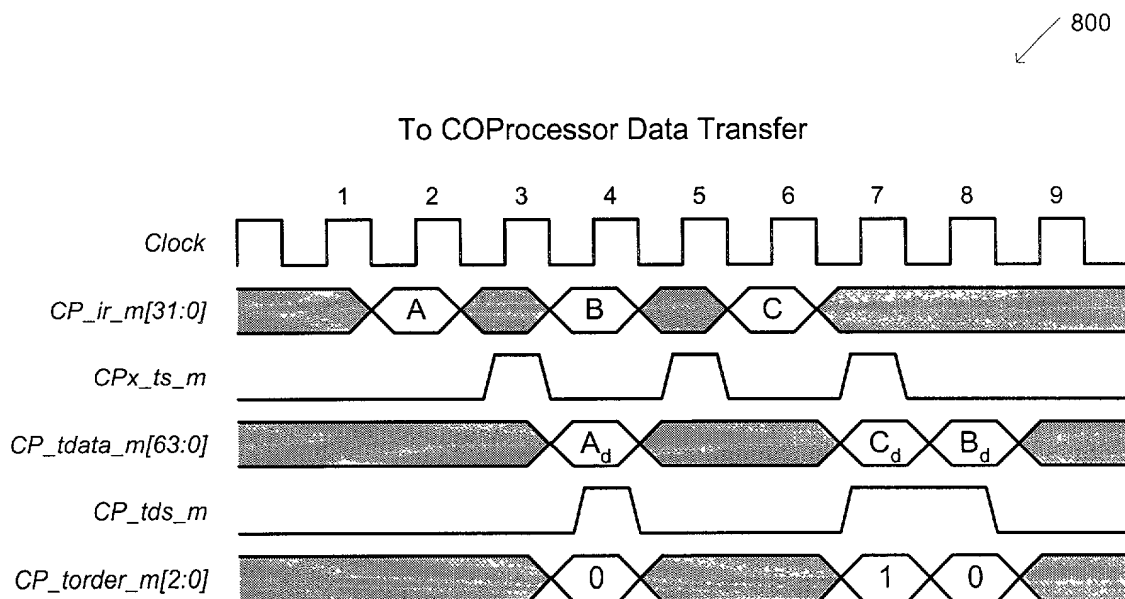 800
To COProcessor Data Transfer
1 2 3 4 5 6 7 8 9
Clock
CP_ir_m[31:0] A B C
CPx_ts_m
CP_tdata_m[63:0] Ad Cd Bd
CP_tds_m
CP_torder_m[2:0] 0 1 0